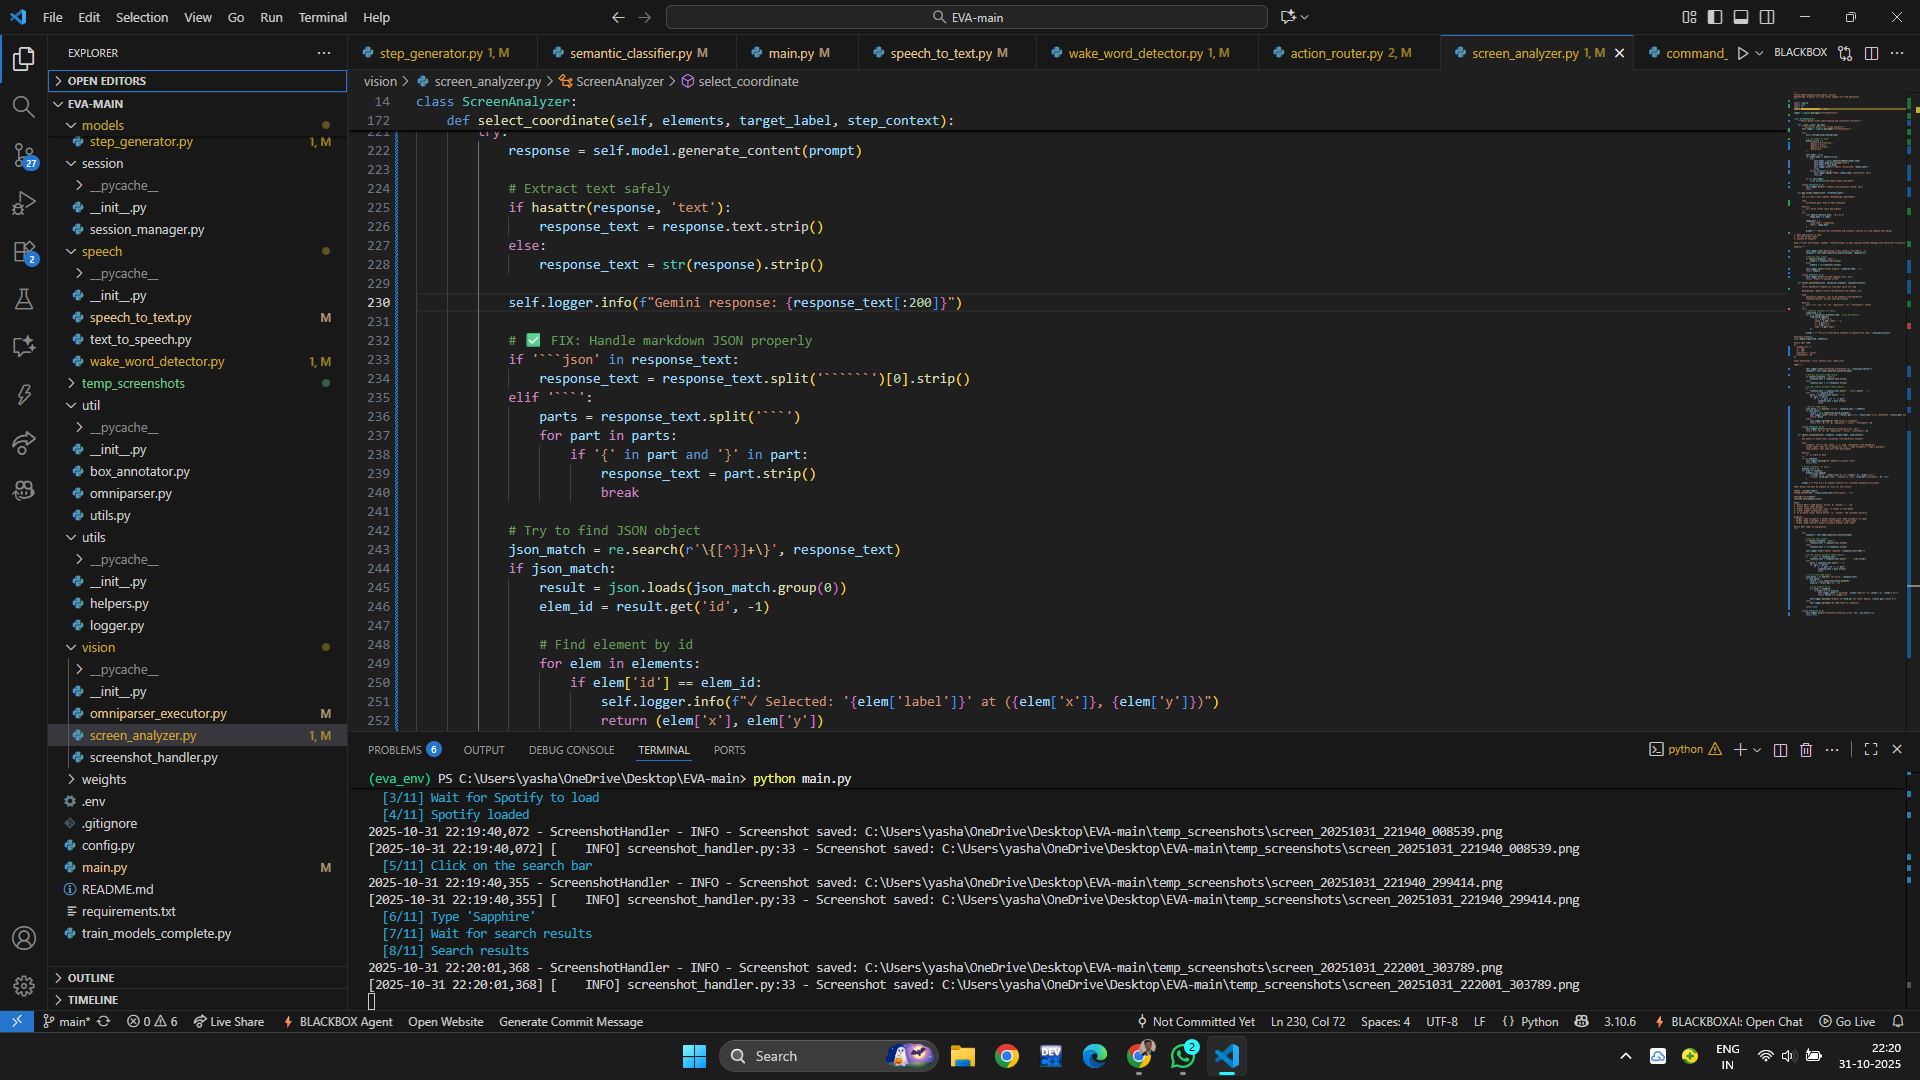 File Edit Selection View Go Run Terminal Help
EVA-main
EXPLORER
step_generator.py 1, M
semantic_classifier.py M
main.py M
speech_to_text.py M
wake_word_detector.py 1, M
action_router.py 2, M
screen_analyzer.py 1, M
command_
BLACKBOX
OPEN EDITORS
EVA-MAIN
models
step_generator.py 1, M
session
__pycache__
__init__.py
session_manager.py
speech
__pycache__
__init__.py
speech_to_text.py M
text_to_speech.py
wake_word_detector.py 1, M
temp_screenshots
util
__pycache__
__init__.py
box_annotator.py
omniparser.py
utils.py
utils
__pycache__
__init__.py
helpers.py
logger.py
vision
__pycache__
__init__.py
omniparser_executor.py M
screen_analyzer.py 1, M
screenshot_handler.py
weights
.env
.gitignore
config.py
main.py M
README.md
requirements.txt
train_models_complete.py
OUTLINE
TIMELINE
27
2
vision > screen_analyzer.py > ScreenAnalyzer > select_coordinate
14 class ScreenAnalyzer:
172 def select_coordinate(self, elements, target_label, step_context):
221 try:
222 response = self.model.generate_content(prompt)
223
224 # Extract text safely
225 if hasattr(response, 'text'):
226 response_text = response.text.strip()
227 else:
228 response_text = str(response).strip()
229
230 self.logger.info(f"Gemini response: {response_text[:200]}")
231
232 # ✅ FIX: Handle markdown JSON properly
233 if '```json' in response_text:
234 response_text = response_text.split('``````')[0].strip()
235 elif '```':
236 parts = response_text.split('```')
237 for part in parts:
238 if '{' in part and '}' in part:
239 response_text = part.strip()
240 break
241
242 # Try to find JSON object
243 json_match = re.search(r'\{[^}]+\}', response_text)
244 if json_match:
245 result = json.loads(json_match.group(0))
246 elem_id = result.get('id', -1)
247
248 # Find element by id
249 for elem in elements:
250 if elem['id'] == elem_id:
251 self.logger.info(f"✓ Selected: '{elem['label']}' at ({elem['x']}, {elem['y']})")
252 return (elem['x'], elem['y'])
PROBLEMS 6 OUTPUT DEBUG CONSOLE TERMINAL PORTS
python
(eva_env) PS C:\Users\yasha\OneDrive\Desktop\EVA-main> python main.py
[3/11] Wait for Spotify to load
[4/11] Spotify loaded
2025-10-31 22:19:40,072 - ScreenshotHandler - INFO - Screenshot saved: C:\Users\yasha\OneDrive\Desktop\EVA-main\temp_screenshots\screen_20251031_221940_008539.png
[2025-10-31 22:19:40,072] [    INFO] screenshot_handler.py:33 - Screenshot saved: C:\Users\yasha\OneDrive\Desktop\EVA-main\temp_screenshots\screen_20251031_221940_008539.png
[5/11] Click on the search bar
2025-10-31 22:19:40,355 - ScreenshotHandler - INFO - Screenshot saved: C:\Users\yasha\OneDrive\Desktop\EVA-main\temp_screenshots\screen_20251031_221940_299414.png
[2025-10-31 22:19:40,355] [    INFO] screenshot_handler.py:33 - Screenshot saved: C:\Users\yasha\OneDrive\Desktop\EVA-main\temp_screenshots\screen_20251031_221940_299414.png
[6/11] Type 'Sapphire'
[7/11] Wait for search results
[8/11] Search results
2025-10-31 22:20:01,368 - ScreenshotHandler - INFO - Screenshot saved: C:\Users\yasha\OneDrive\Desktop\EVA-main\temp_screenshots\screen_20251031_222001_303789.png
[2025-10-31 22:20:01,368] [    INFO] screenshot_handler.py:33 - Screenshot saved: C:\Users\yasha\OneDrive\Desktop\EVA-main\temp_screenshots\screen_20251031_222001_303789.png
main* 0 6 Live Share BLACKBOX Agent Open Website Generate Commit Message
Not Committed Yet Ln 230, Col 72 Spaces: 4 UTF-8 LF Python 3.10.6 BLACKBOXAI: Open Chat Go Live
Search
DEV
2
ENG
IN
22:20
31-10-2025